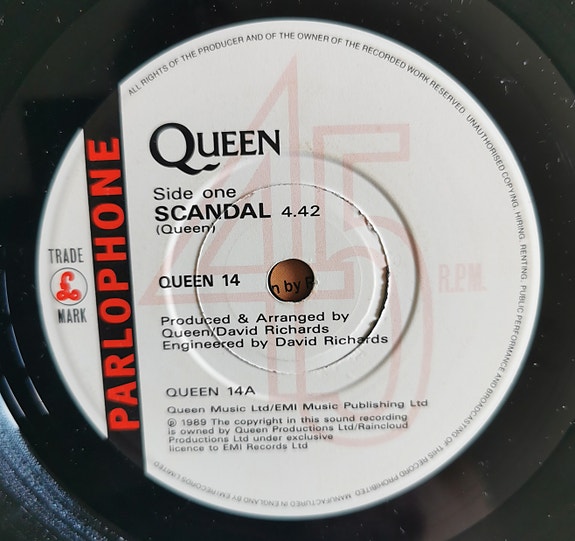 ALL RIGHTS OF THE PRODUCER AND OF THE OWNER OF THE RECORDED WORK RESERVED. UNAUTHORISED COPYING, HIRING, RENTING, PUBLIC PERFORMANCE AND BROADCASTING OF THIS RECORD PROHIBITED. MANUFACTURED IN ENGLAND BY EMI RECORDS LTD
PARLOPHONE
TRADE
MARK
£
45
R.P.M.
QUEEN
Side one
SCANDAL 4.42
(Queen)
QUEEN 14
n by
Produced & Arranged by
Queen/David Richards
Engineered by David Richards
QUEEN 14A
Queen Music Ltd/EMI Music Publishing Ltd
℗ 1989 The copyright in this sound recording
is owned by Queen Productions Ltd/Raincloud
Productions Ltd under exclusive
licence to EMI Records Ltd